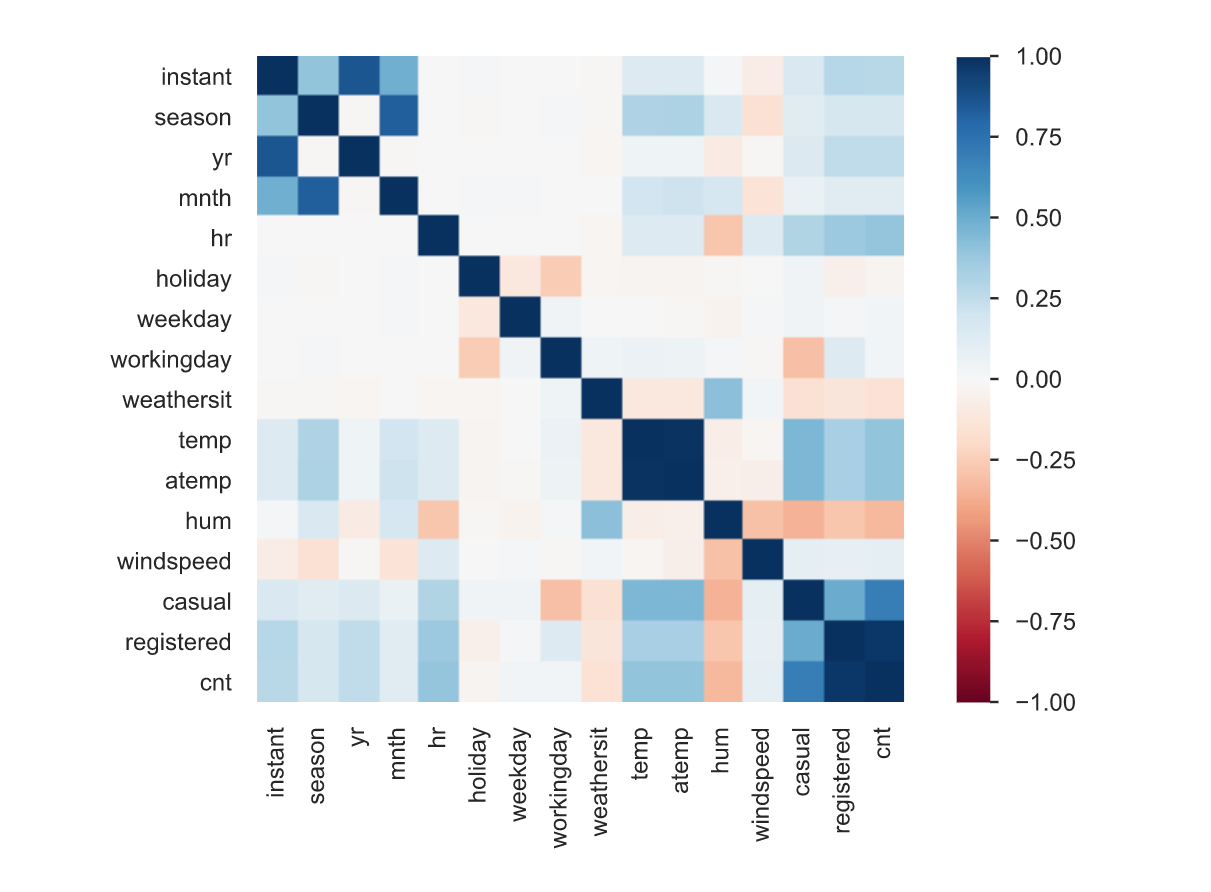 instant
season
yr
mnth
hr
holiday
weekday
workingday
weathersit
temp
atemp
hum
windspeed
casual
registered
cnt
instant
season
yr
mnth
hr
holiday
weekday
workingday
weathersit
temp
atemp
hum
windspeed
casual
registered
cnt
1.00
0.75
0.50
0.25
0.00
−0.25
−0.50
−0.75
−1.00